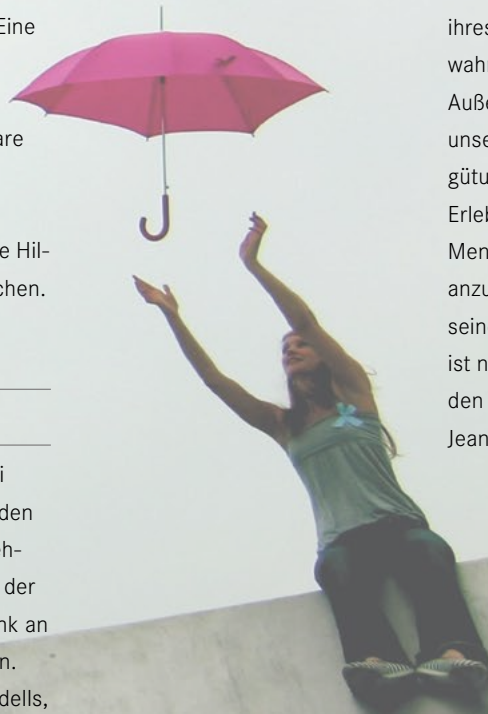 Eine
are
e Hil-
chen.
i
den
eh-
der
nk an
n.
dells,
ihres
wahr
Auße
unse
gütu
Erleb
Men
anzu
sein
ist n
den
Jean